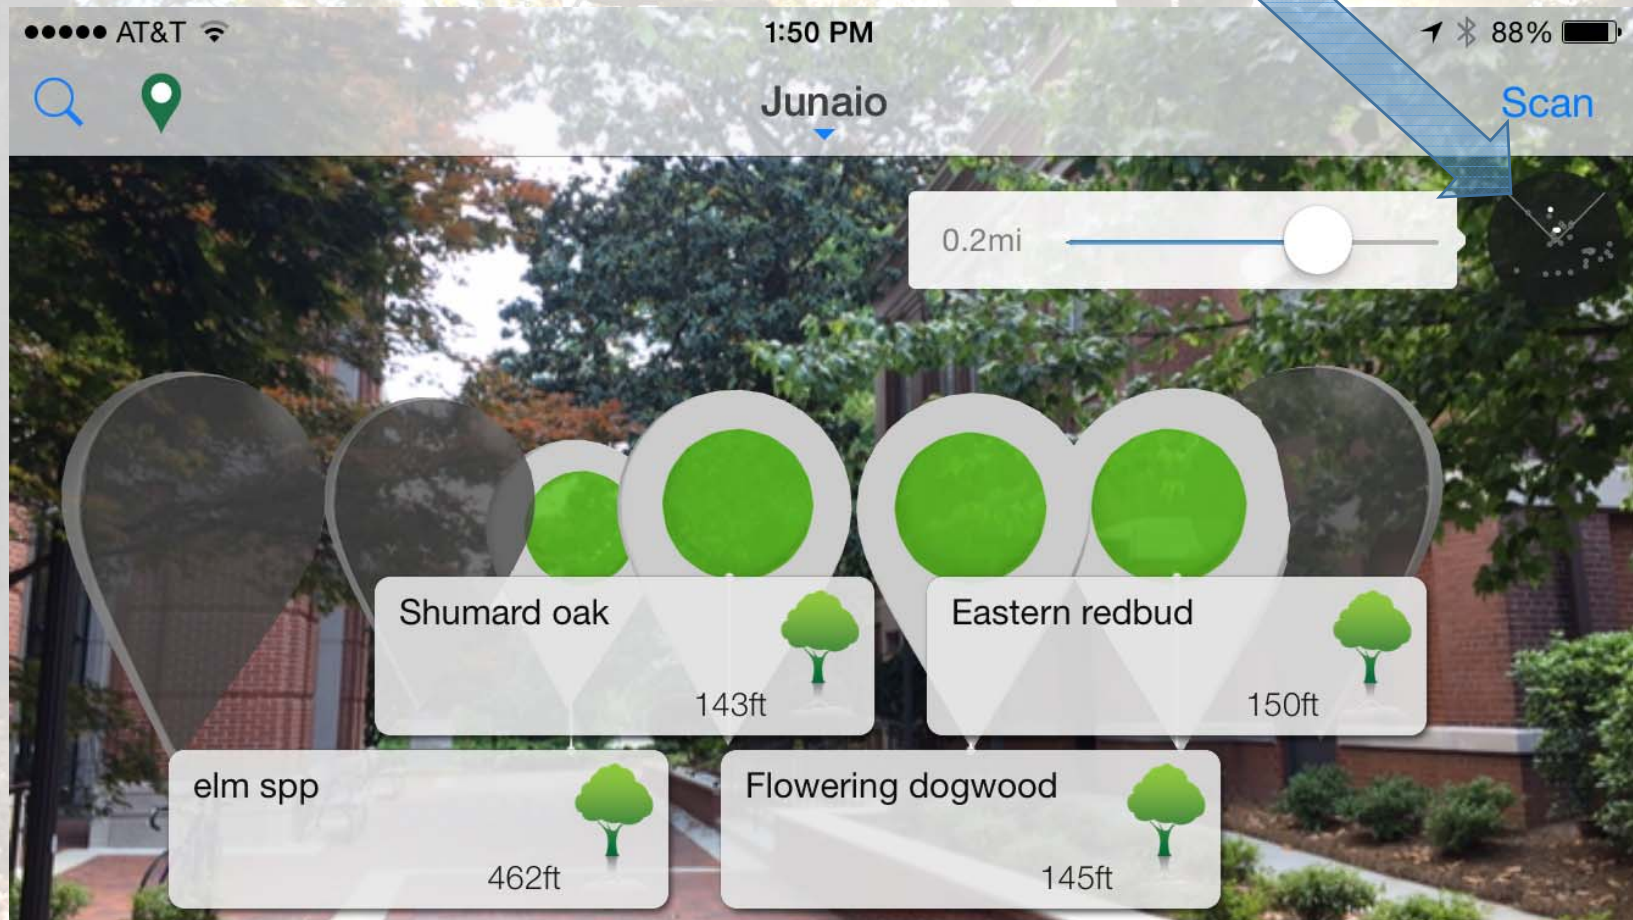 AT&T
1:50 PM
88%
Junaio
Scan
0.2mi
Shumard oak
143ft
Eastern redbud
150ft
elm spp
462ft
Flowering dogwood
145ft